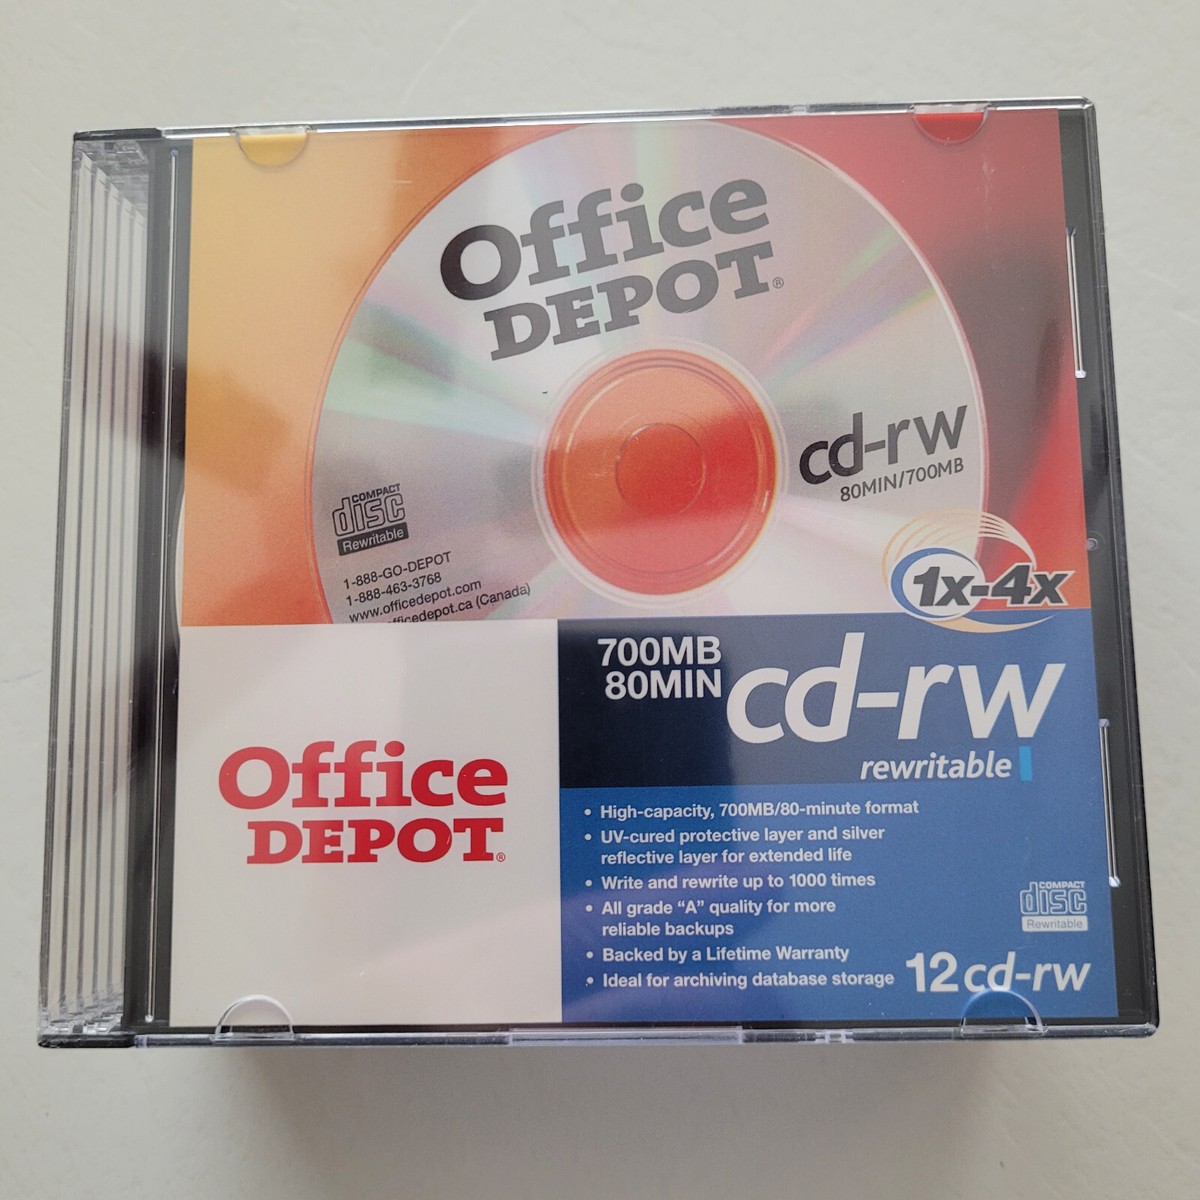 Office
DEPOT®
cd-rw
80MIN/700MB
COMPACT
disc
Rewritable
1-888-GO-DEPOT
1-888-463-3768
www.officedepot.com
officedepot.ca (Canada)
1x-4x
700MB
80MIN
cd-rw
rewritable
Office
DEPOT®
• High-capacity, 700MB/80-minute format
• UV-cured protective layer and silver
reflective layer for extended life
• Write and rewrite up to 1000 times
• All grade “A” quality for more
reliable backups
• Backed by a Lifetime Warranty
• Ideal for archiving database storage
COMPACT
disc
Rewritable
12 cd-rw